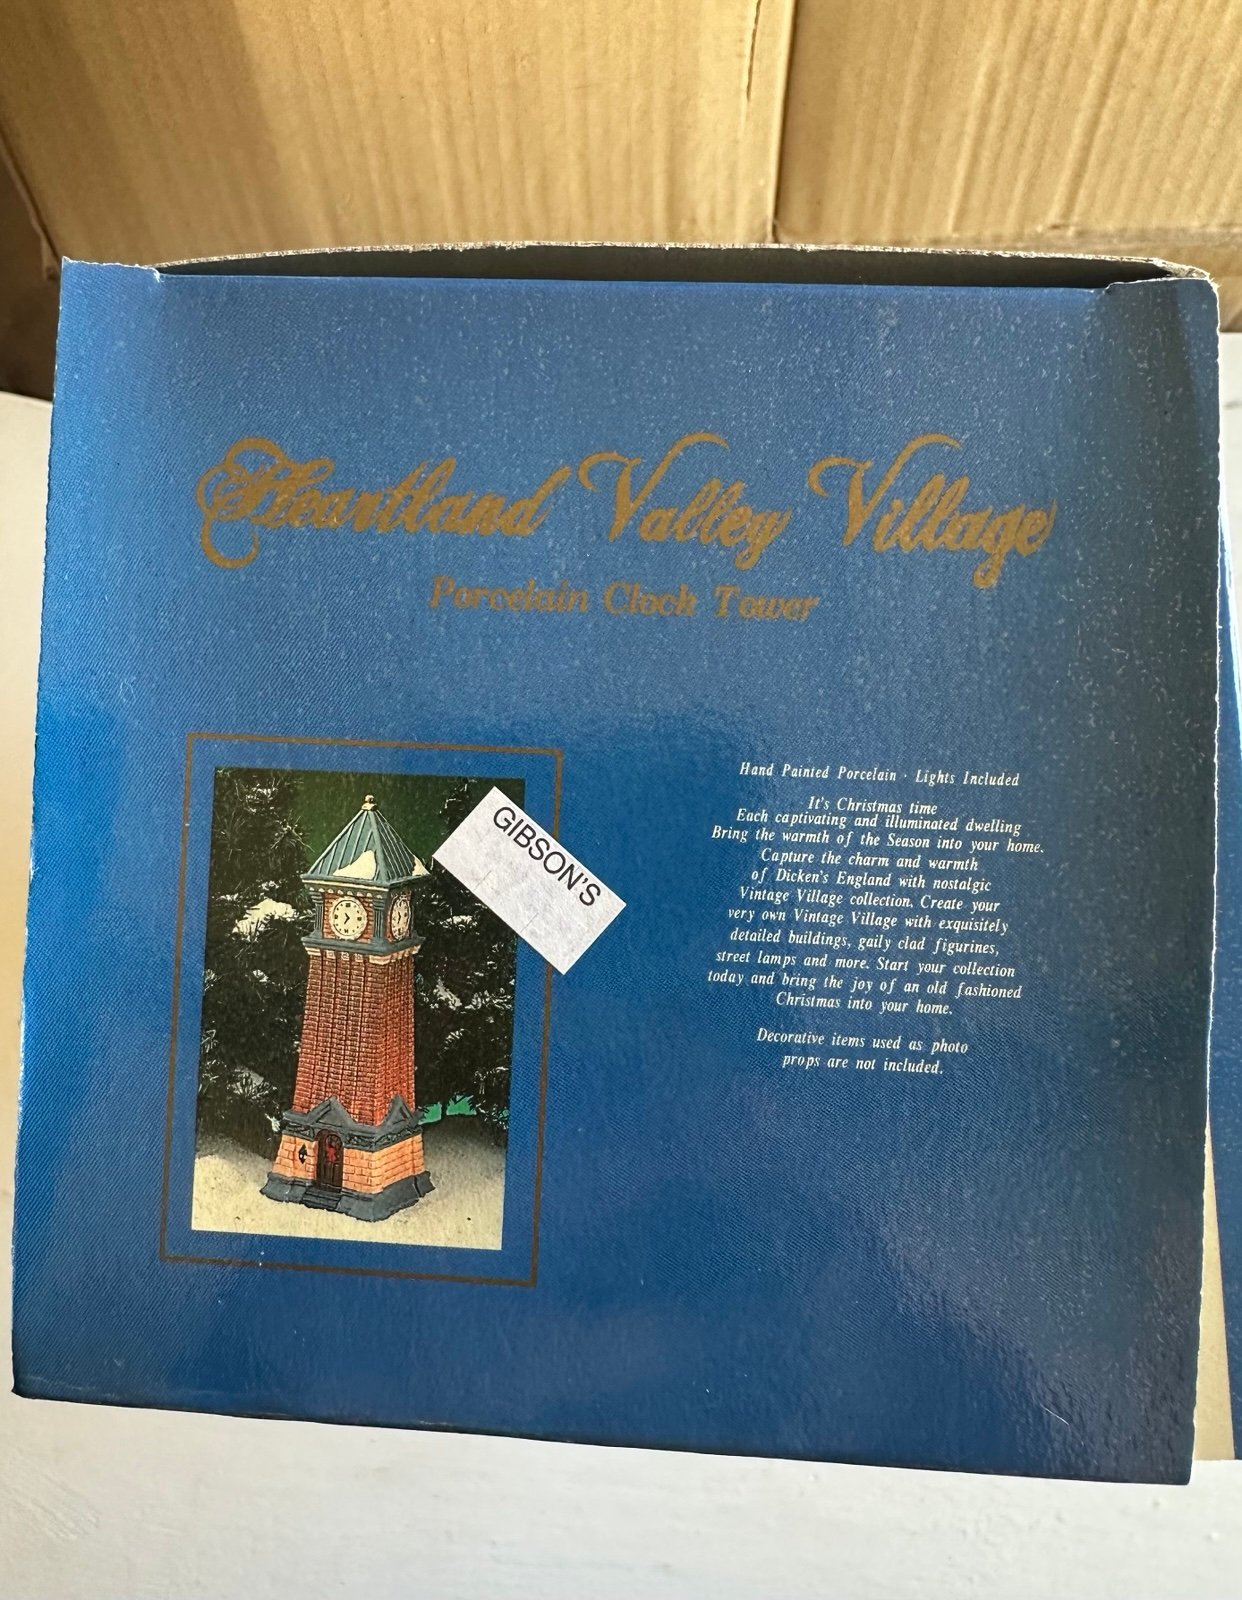 Heartland Valley Village
Porcelain Clock Tower
GIBSON'S
Hand Painted Porcelain · Lights Included
It's Christmas time
Each captivating and illuminated dwelling
Bring the warmth of the Season into your home.
Capture the charm and warmth
of Dicken's England with nostalgic
Vintage Village collection. Create your
very own Vintage Village with exquisitely
detailed buildings, gaily clad figurines,
street lamps and more. Start your collection
today and bring the joy of an old fashioned
Christmas into your home.
Decorative items used as photo
props are not included.